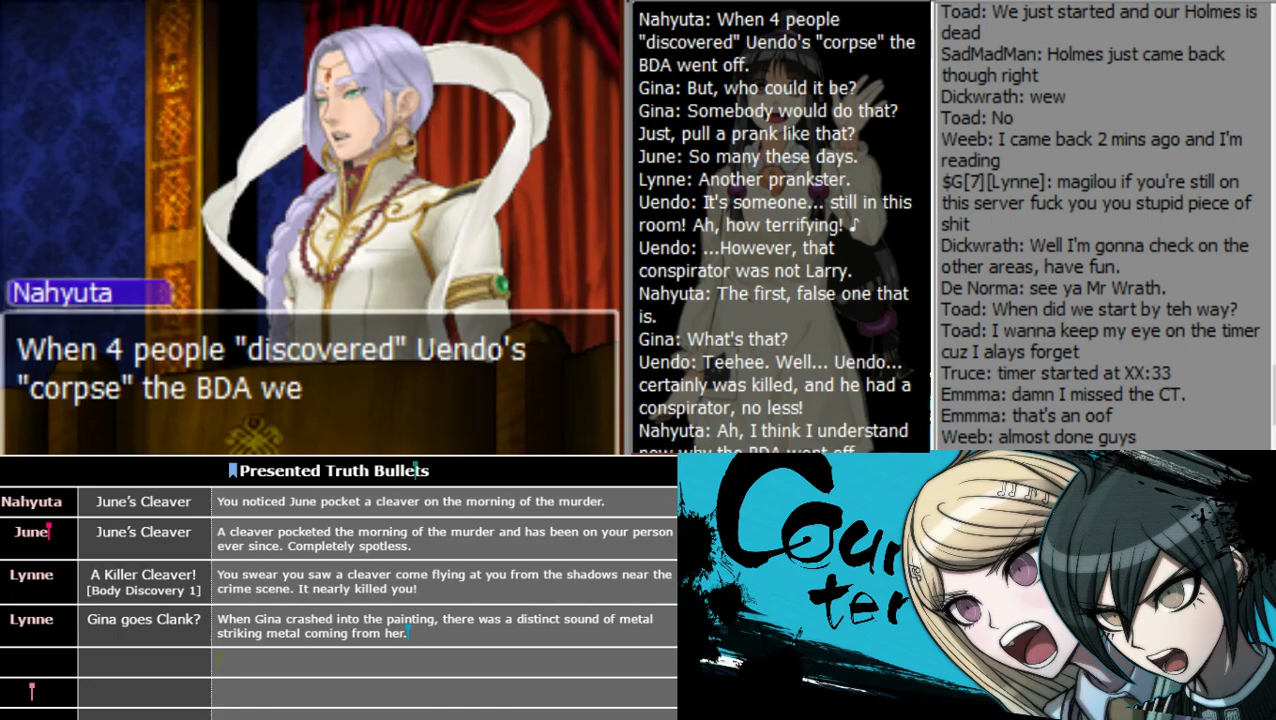 Nahyuta
When 4 people "discovered" Uendo's
"corpse" the BDA we
Nahyuta: When 4 people
"discovered" Uendo's "corpse" the
BDA went off.
Gina: But, who could it be?
Gina: Somebody would do that?
Just, pull a prank like that?
June: So many these days.
Lynne: Another prankster.
Uendo: It's someone... still in this
room! Ah, how terrifying! ♪
Uendo: ...However, that
conspirator was not Larry.
Nahyuta: The first, false one that
is.
Gina: What's that?
Uendo: Teehee. Well... Uendo...
certainly was killed, and he had a
conspirator, no less!
Nahyuta: Ah, I think I understand
now why the BDA went off.
Toad: We just started and our Holmes is
dead
SadMadMan: Holmes just came back
though right
Dickwrath: wew
Toad: No
Weeb: I came back 2 mins ago and I'm
reading
$G[7][Lynne]: magilou if you're still on
this server fuck you you stupid piece of
shit
Dickwrath: Well I'm gonna check on the
other areas, have fun.
De Norma: see ya Mr Wrath.
Toad: When did we start by teh way?
Toad: I wanna keep my eye on the timer
cuz I alays forget
Truce: timer started at XX:33
Emmma: damn I missed the CT.
Emmma: that's an oof
Weeb: almost done guys
Presented Truth Bullets
Nahyuta June's Cleaver You noticed June pocket a cleaver on the morning of the murder.
June June's Cleaver A cleaver pocketed the morning of the murder and has been on your person
ever since. Completely spotless.
Lynne A Killer Cleaver! You swear you saw a cleaver come flying at you from the shadows near the
[Body Discovery 1] crime scene. It nearly killed you!
Lynne Gina goes Clank? When Gina crashed into the painting, there was a distinct sound of metal
striking metal coming from her.
Coun
ter